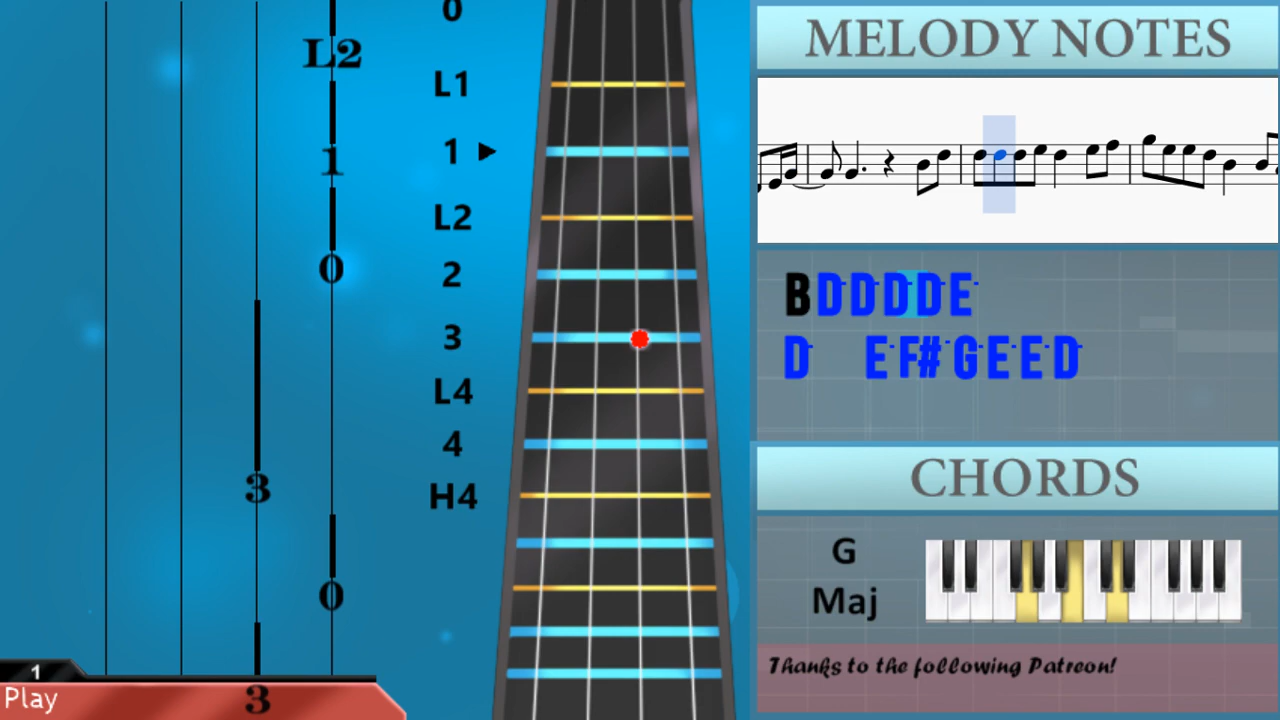 0
L2
L1
1
1
L2
0
2
3
L4
3
4
H4
0
1
Play
3
MELODY NOTES
BDDDDDE
D EF#GEED
CHORDS
G
Maj
Thanks to the following Patreon!